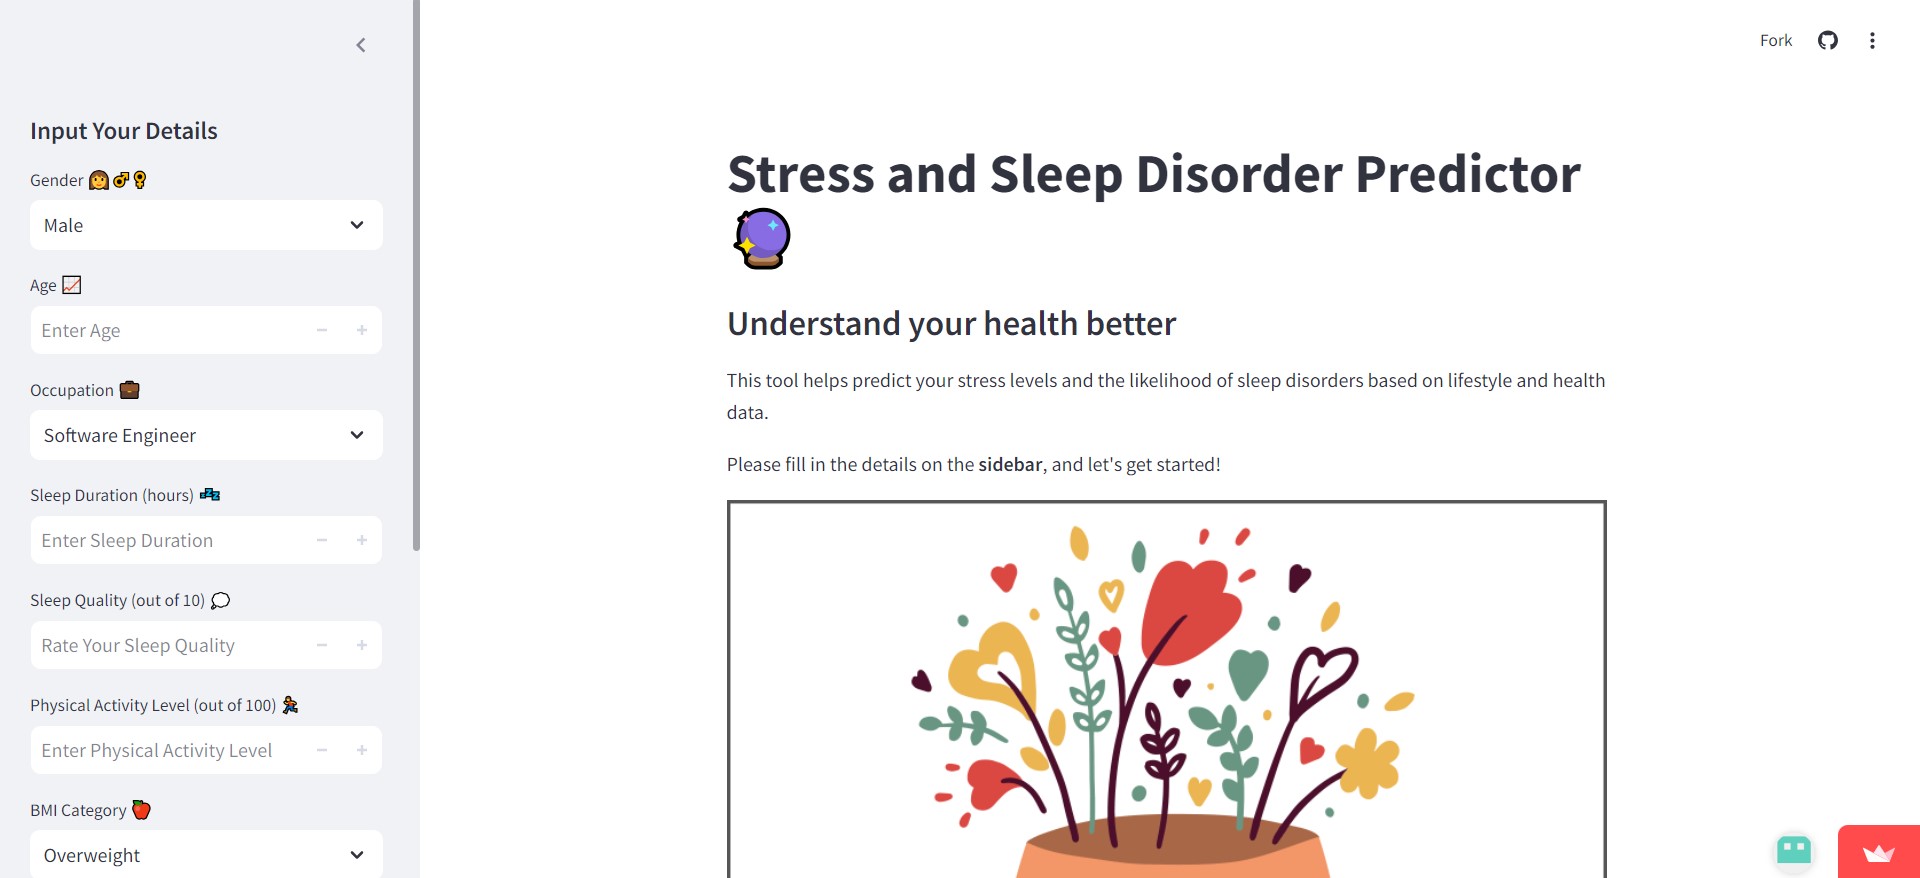 Input Your Details
Gender
Male
Age
Enter Age
Occupation
Software Engineer
Sleep Duration (hours)
Enter Sleep Duration
Sleep Quality (out of 10)
Rate Your Sleep Quality
Physical Activity Level (out of 100)
Enter Physical Activity Level
BMI Category
Overweight
Fork
Stress and Sleep Disorder Predictor
Understand your health better
This tool helps predict your stress levels and the likelihood of sleep disorders based on lifestyle and health
data.
Please fill in the details on the sidebar, and let's get started!